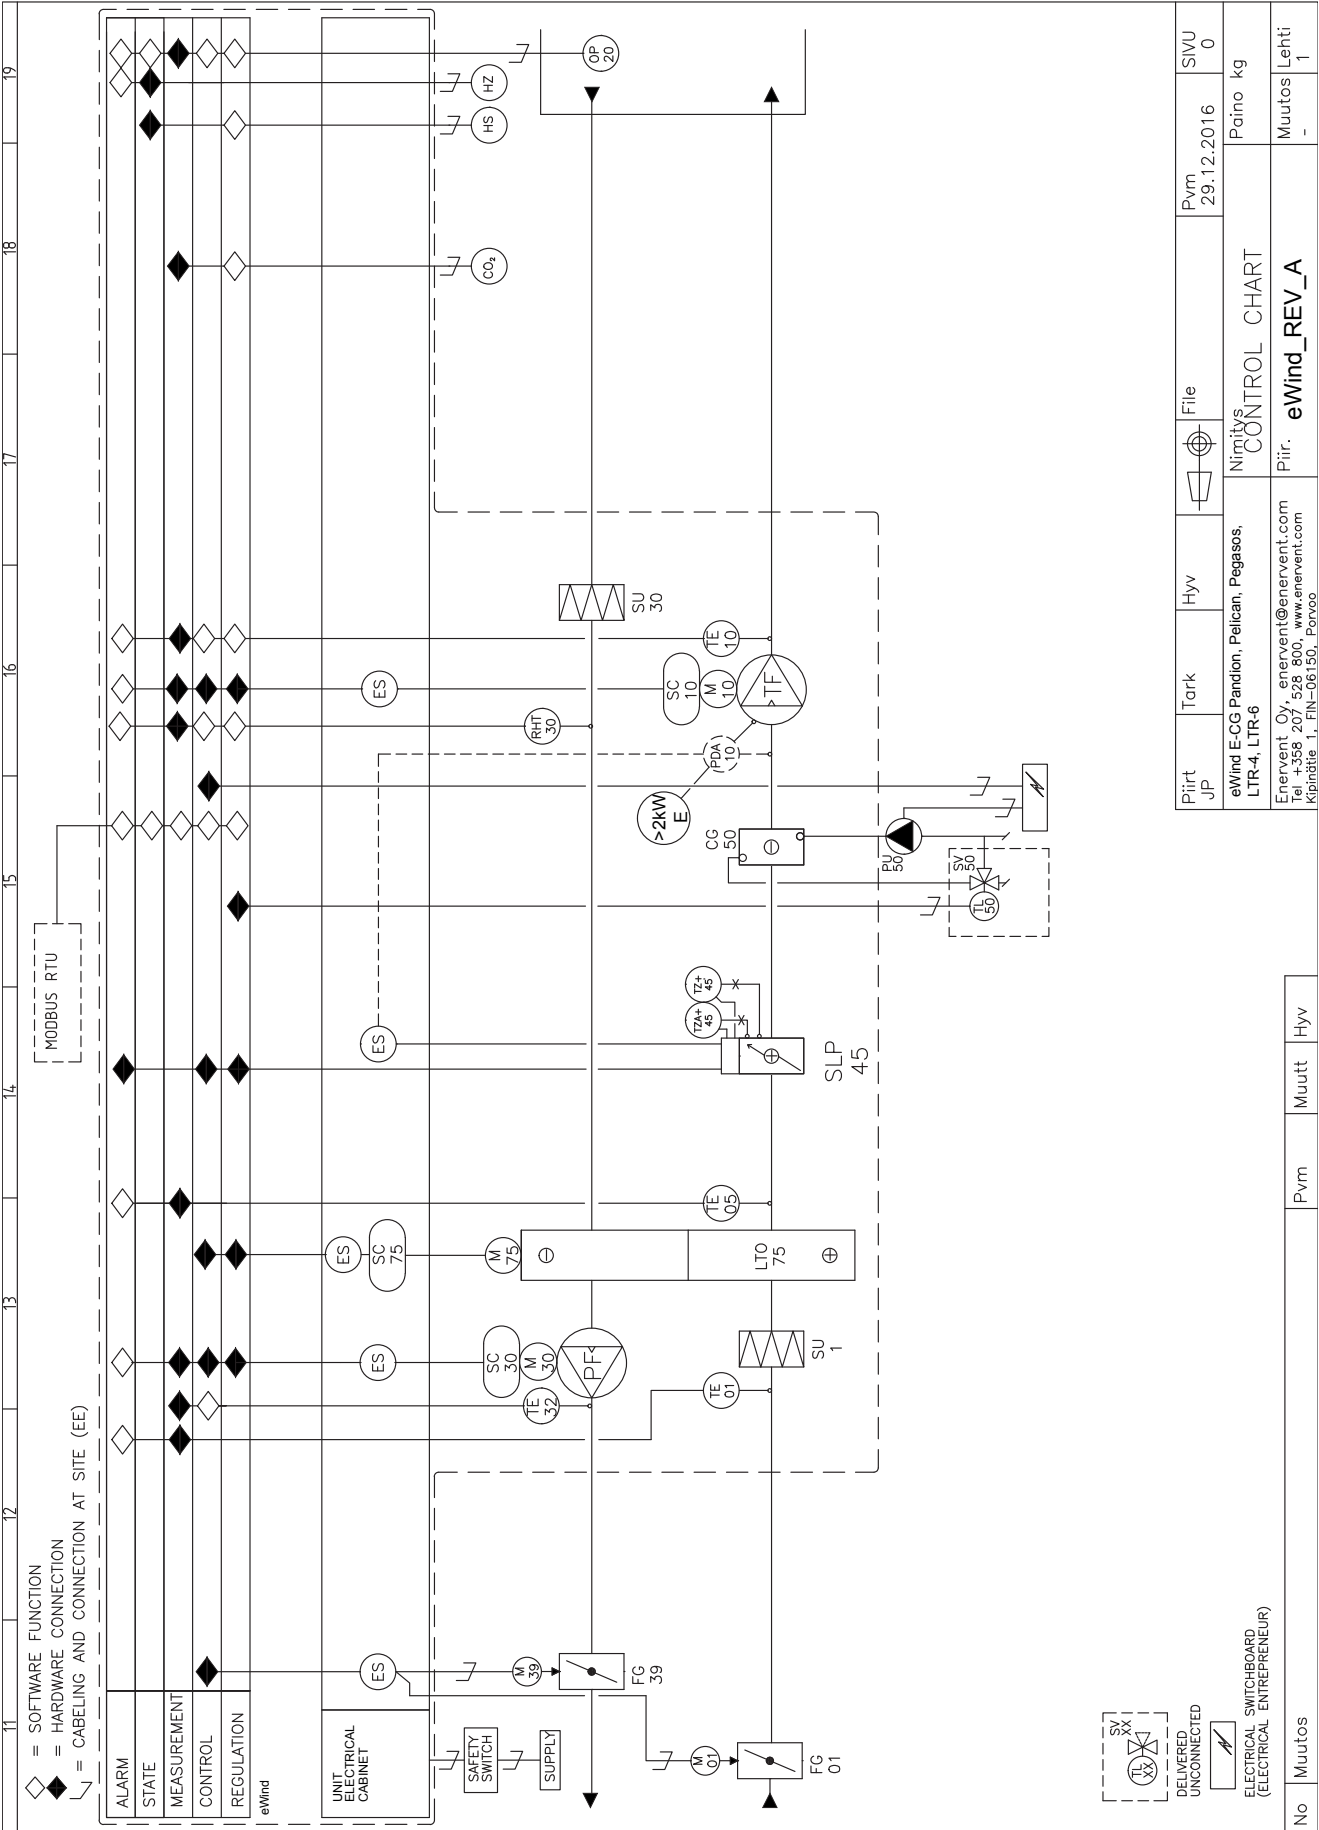 11
12
13
14
15
16
17
18
19
= SOFTWARE FUNCTION
= HARDWARE CONNECTION
= CABELING AND CONNECTION AT SITE (EE)
MODBUS RTU
ALARM
STATE
MEASUREMENT
CONTROL
REGULATION
eWind
UNIT
ELECTRICAL
CABINET
SAFETY
SWITCH
SUPPLY
ES
ES
ES
ES
ES
SC
75
M
75
SC
30
M
30
TE
32
PF
M
39
FG
39
M
01
FG
01
TE
01
SU
1
LTO
75
TE
05
TZA+
45
TZ+
45
SLP
45
TL
50
SV
50
PU
50
CG
50
>2kW
E
PDA
10
RHT
30
SC
10
M
10
TF
TE
10
SU
30
CO₂
HS
HZ
OP
20
SV
XX
TL
XX
DELIVERED
UNCONNECTED
ELECTRICAL SWITCHBOARD
(ELECTRICAL ENTREPRENEUR)
No
Muutos
Pvm
Muutt
Hyv
Piirt
JP
Tark
Hyv
File
Pvm
29.12.2016
SIVU
0
eWind E-CG Pandion, Pelican, Pegasos,
LTR-4, LTR-6
Nimitys
CONTROL CHART
Paino kg
Enervent Oy, enervent@enervent.com
Tel +358 207 528 800, www.enervent.com
Kipinätie 1, FIN-06150, Porvoo
Piir.
eWind_REV_A
Muutos
-
Lehti
1